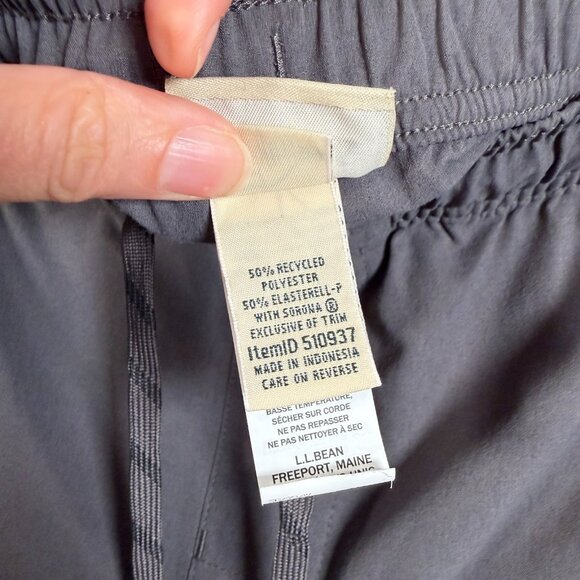 50% RECYCLED
POLYESTER
50% ELASTERELL-P
WITH SORONA ®
EXCLUSIVE OF TRIM
ItemID 510937
MADE IN INDONESIA
CARE ON REVERSE
BASSE TEMPÉRATURE,
SÉCHER SUR CORDE
NE PAS REPASSER
NE PAS NETTOYER À SEC
L.L.BEAN
FREEPORT, MAINE